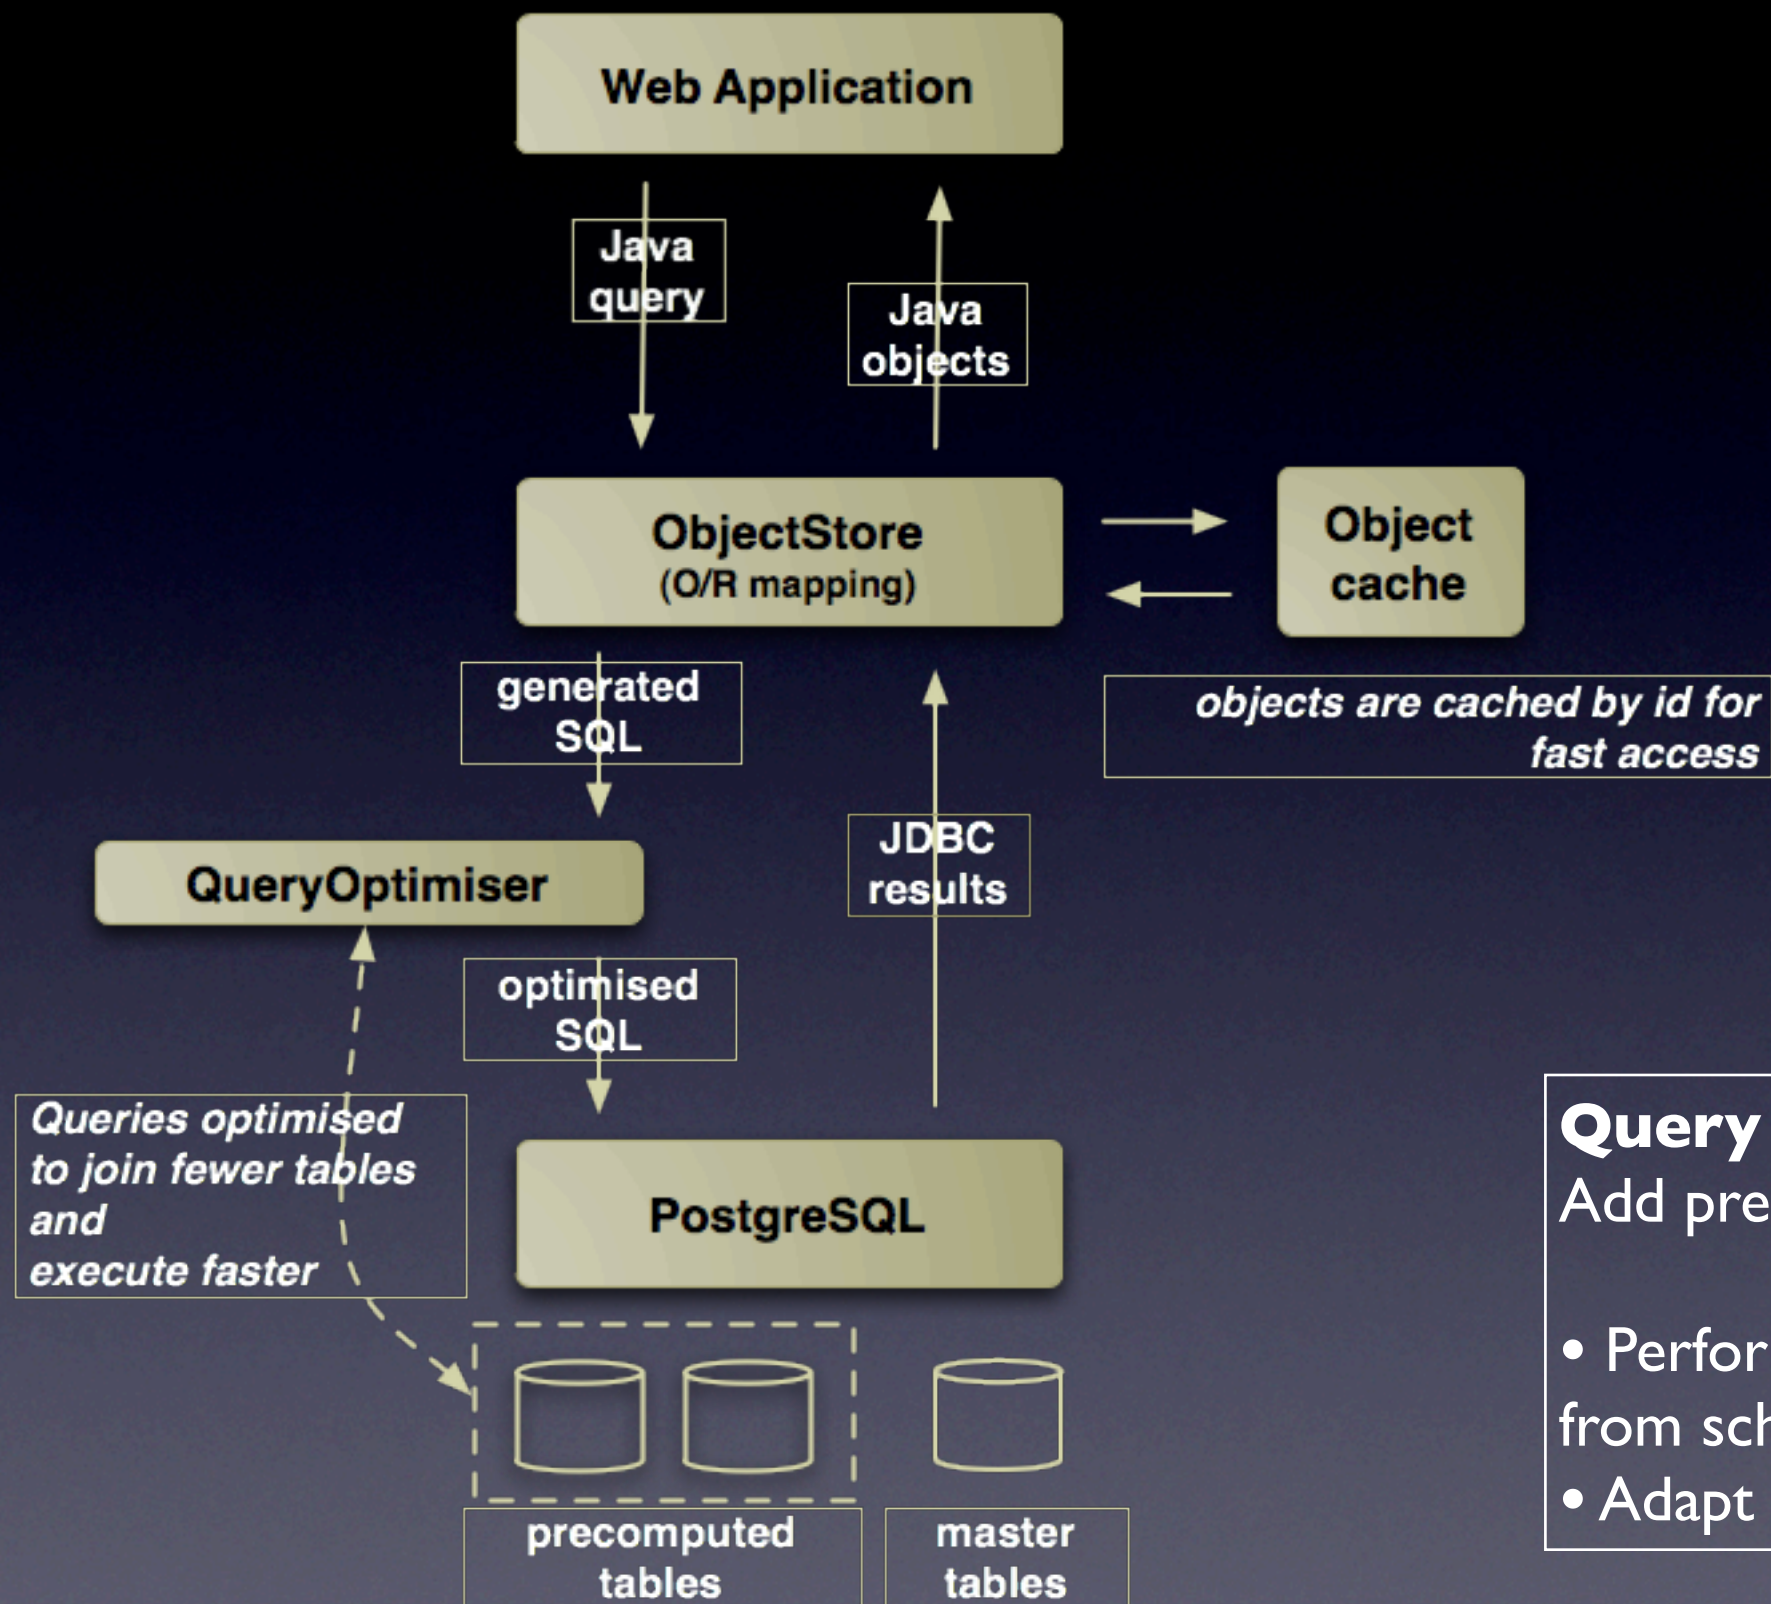 Web Application
Java
query
Java
objects
ObjectStore
(O/R mapping)
Object
cache
generated
SQL
objects are cached by id for
fast access
JDBC
results
QueryOptimiser
optimised
SQL
Queries optimised
to join fewer tables
and
execute faster
PostgreSQL
Query
Add pre
• Perfor
from sch
• Adapt
precomputed
tables
master
tables